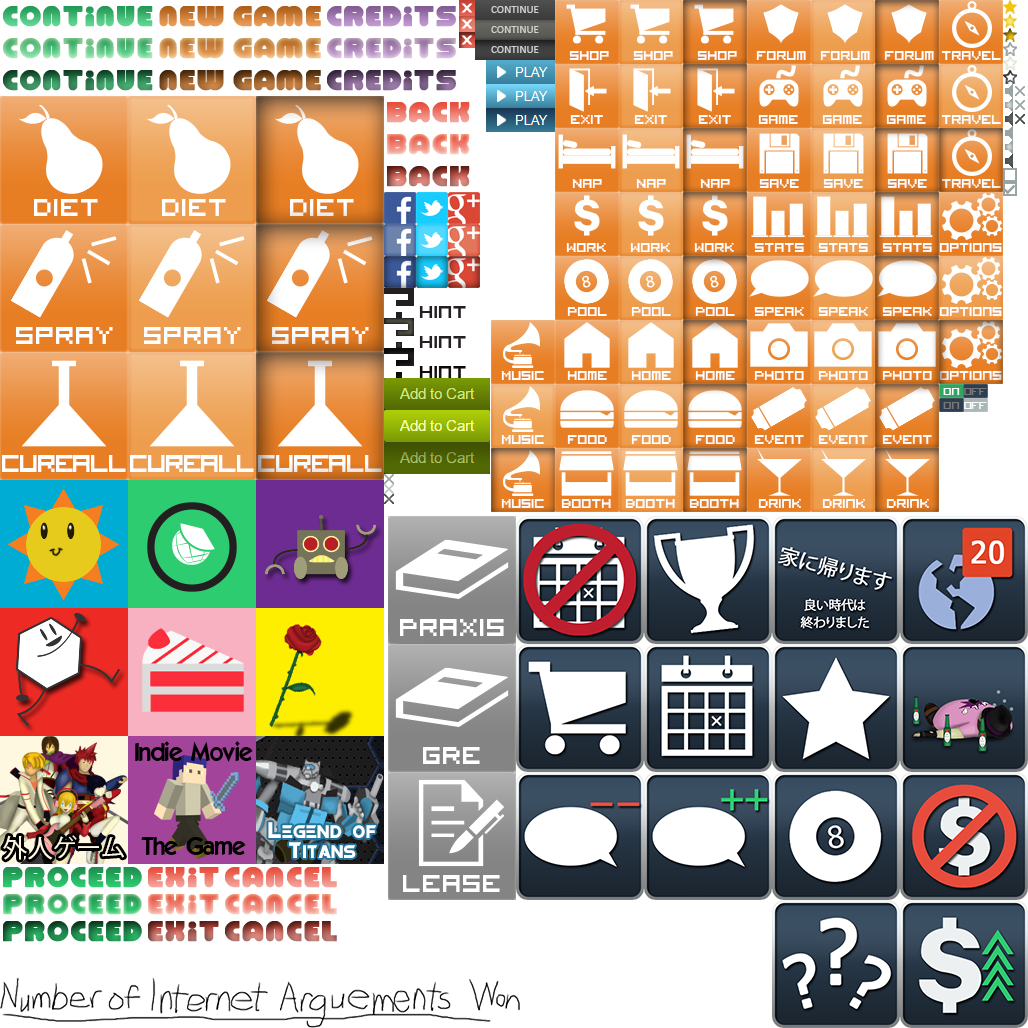 CONTINUE NEW GAME CREDITS
CONTINUE NEW GAME CREDITS
CONTINUE NEW GAME CREDITS
CONTINUE
CONTINUE
CONTINUE
PLAY
PLAY
PLAY
SHOP SHOP SHOP FORUM FORUM FORUM TRAVEL
EXIT EXIT EXIT GAME GAME GAME TRAVEL
NAP NAP NAP SAVE SAVE SAVE TRAVEL
$ $ $
WORK WORK WORK STATS STATS STATS OPTIONS
8 8 8
POOL POOL POOL SPEAK SPEAK SPEAK OPTIONS
MUSIC HOME HOME HOME PHOTO PHOTO PHOTO OPTIONS
MUSIC FOOD FOOD FOOD EVENT EVENT EVENT
MUSIC BOOTH BOOTH BOOTH DRINK DRINK DRINK
ON OFF
ON OFF
BACK
BACK
BACK
DIET DIET DIET
SPRAY SPRAY SPRAY
CUREALL CUREALL CUREALL
f g+
f g+
f g+
HINT
HINT
HINT
Add to Cart
Add to Cart
Add to Cart
PRAXIS
GRE
LEASE
家に帰ります
良い時代は
終わりました
20
8
$
???
$
外人ゲーム
Indie Movie
The Game
LEGEND OF
TITANS
PROCEED EXIT CANCEL
PROCEED EXIT CANCEL
PROCEED EXIT CANCEL
Number of Internet Arguements Won